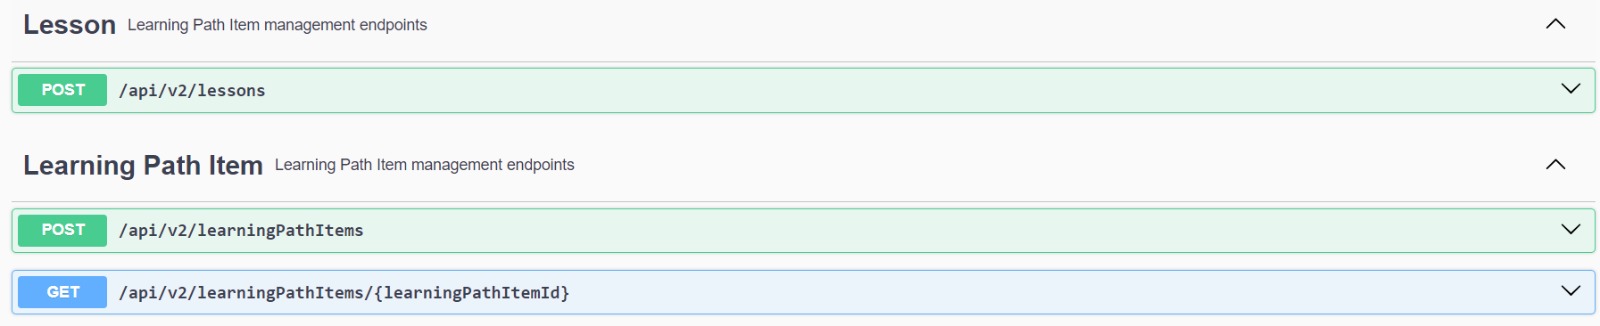 Lesson Learning Path Item management endpoints
POST /api/v2/lessons
Learning Path Item Learning Path Item management endpoints
POST /api/v2/learningPathItems
GET /api/v2/learningPathItems/{learningPathItemId}